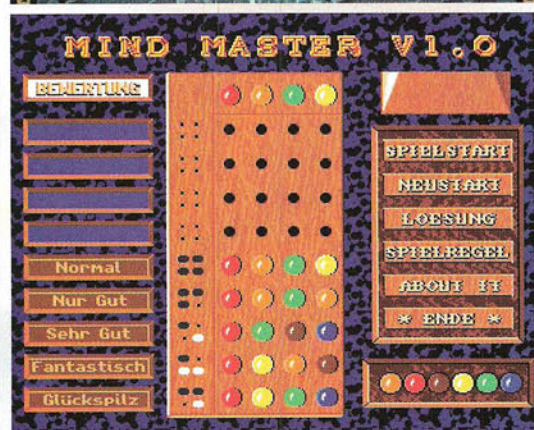 MIND MASTER V1.0
BEWERTUNG
Normal
Nur Gut
Sehr Gut
Fantastisch
Glückspilz
SPIELSTART
NEUSTART
LOESUNG
SPIELREGEL
ABOUT IT
* ENDE *